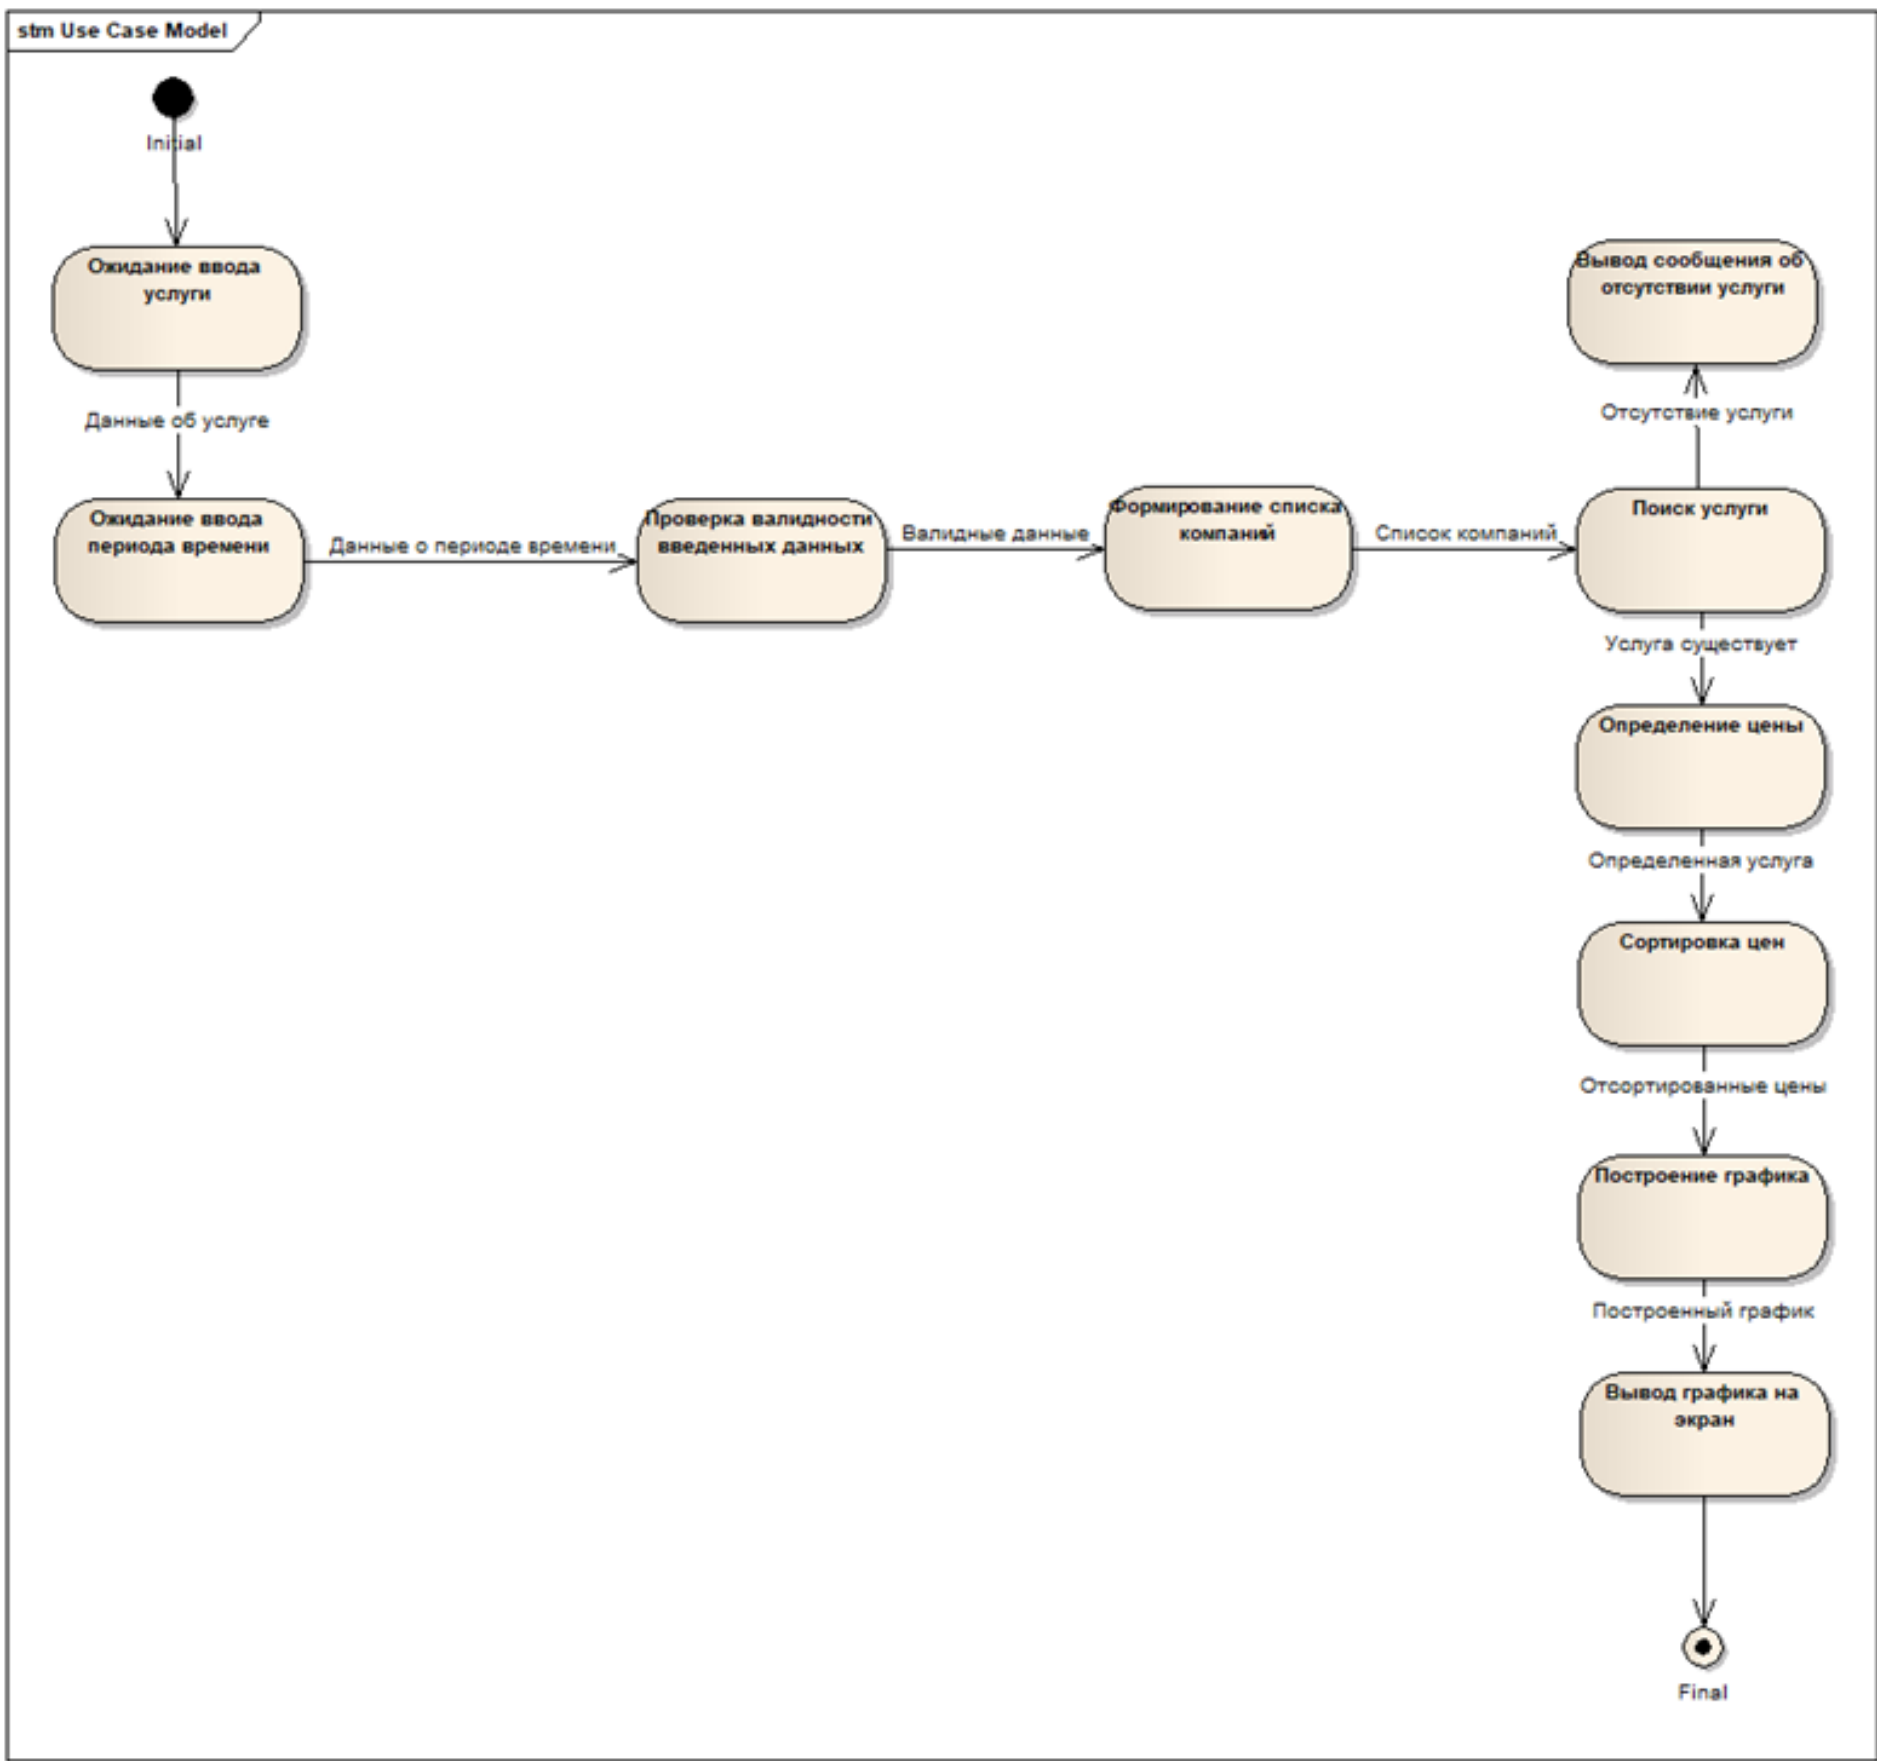 stm Use Case Model
Initial
Ожидание ввода
услуги
Данные об услуге
Ожидание ввода
периода времени
Данные о периоде времени
Проверка валидности
введенных данных
Валидные данные
Формирование списка
компаний
Список компаний
Вывод сообщения об
отсутствии услуги
Отсутствие услуги
Поиск услуги
Услуга существует
Определение цены
Определенная услуга
Сортировка цен
Отсортированные цены
Построение графика
Построенный график
Вывод графика на
экран
Final